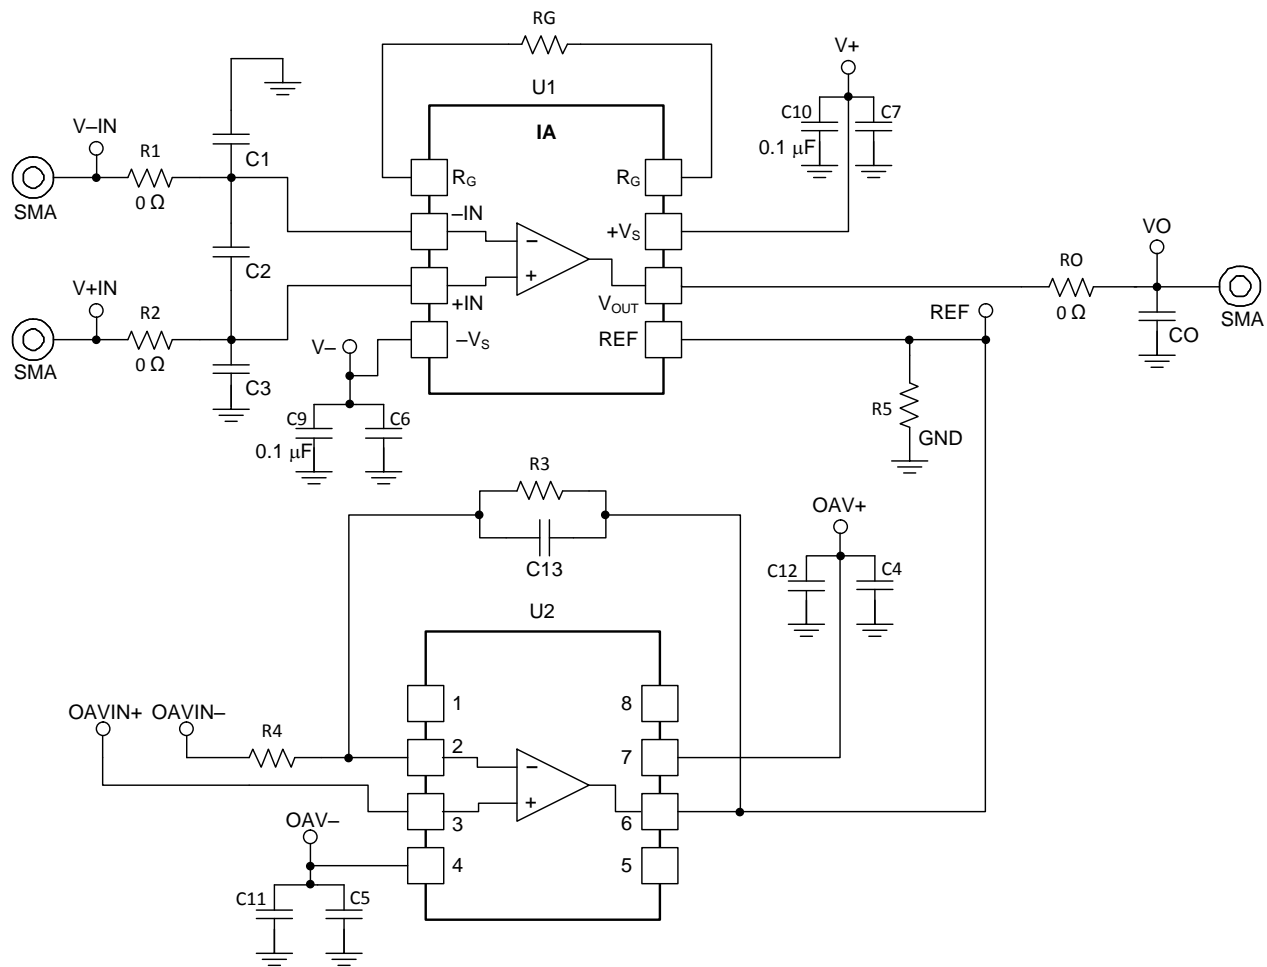 RG
V+
U1
C10
C7
IA
V–IN
0.1 μF
R1
C1
RG
RG
0 Ω
–IN
SMA
+VS
VO
C2
RO
V+IN
+IN
VOUT
REF
R2
0 Ω
SMA
V–
–VS
REF
CO
0 Ω
SMA
C3
R5
C9
C6
GND
0.1 μF
R3
OAV+
C13
C12
C4
U2
OAVIN+
OAVIN–
1
8
R4
2
7
–
+
–
+
OAV–
3
6
4
5
C11
C5